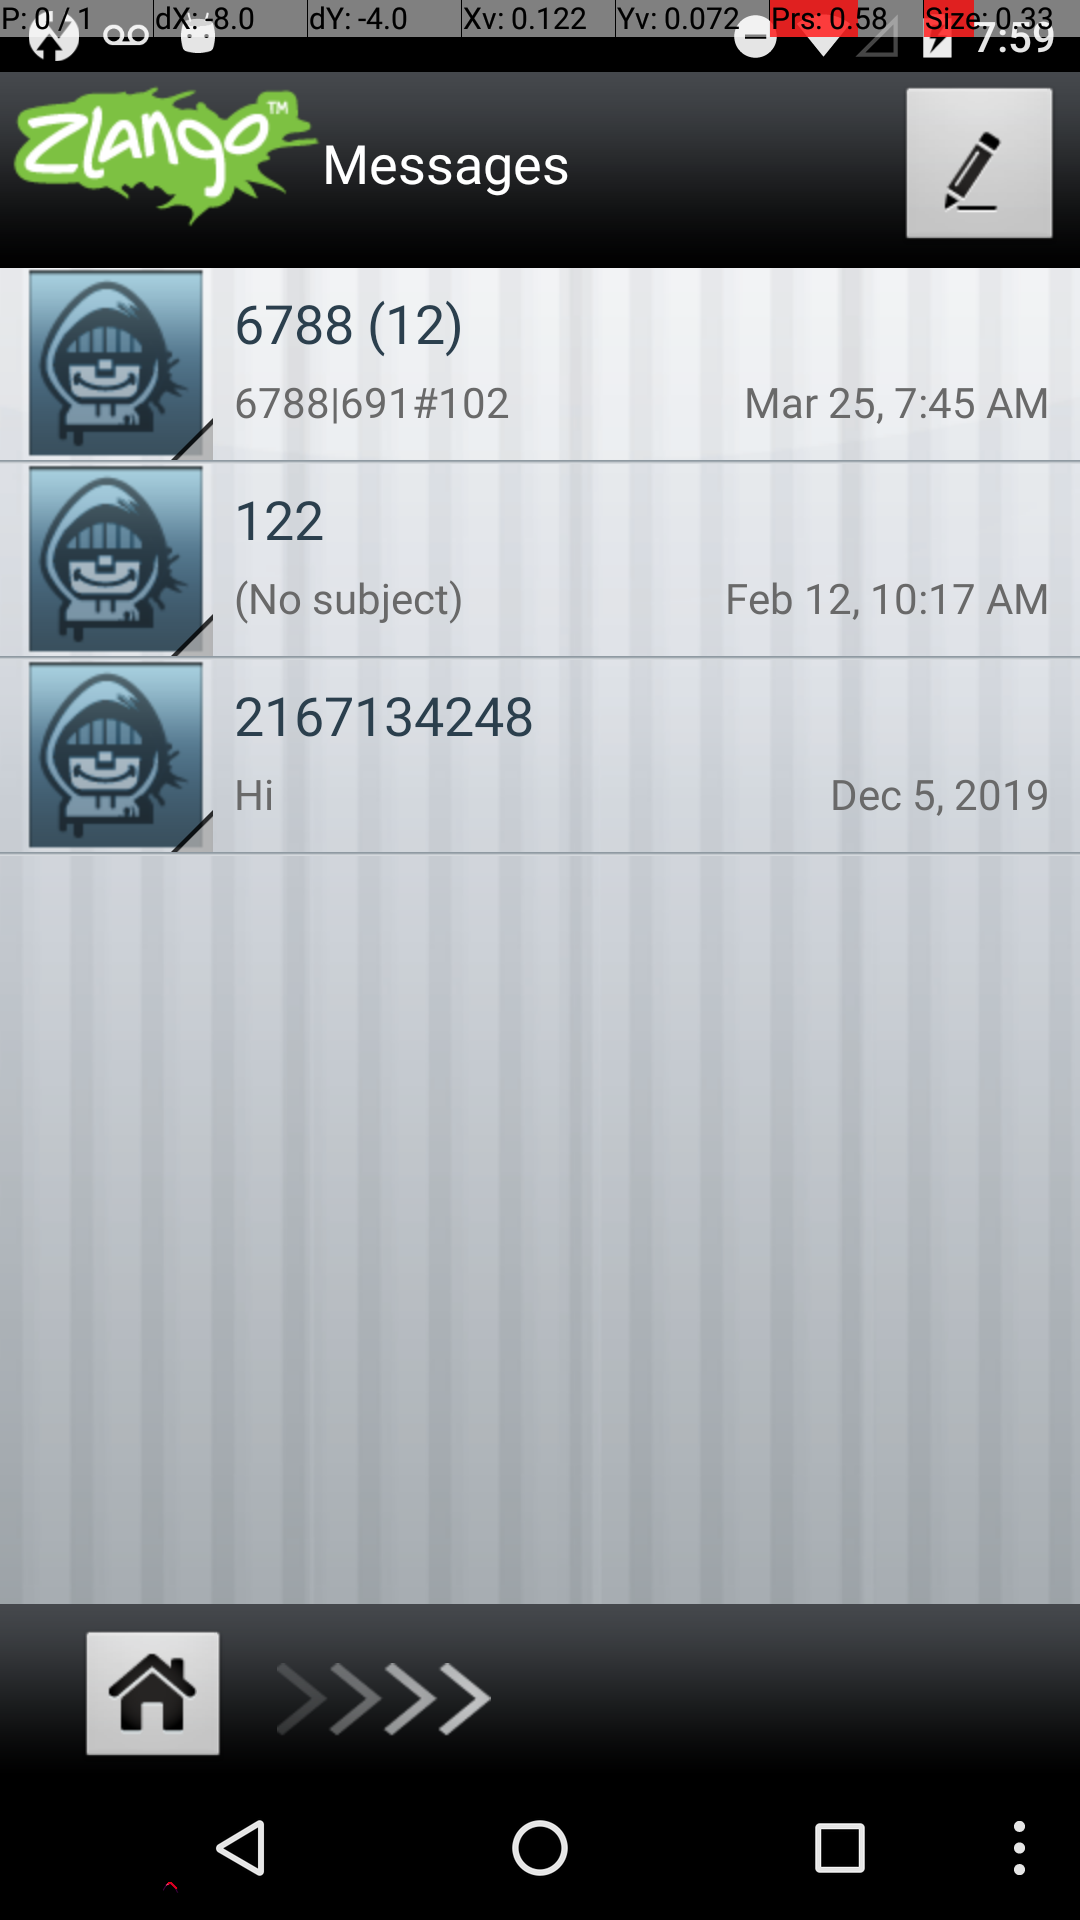 P: 0 / 1 dX: -8.0 dY: -4.0 Xv: 0.122 Yv: 0.072 Prs: 0.58 Size: 0.33
7:59
Zlango™ Messages
6788 (12)
6788|691#102 Mar 25, 7:45 AM
122
(No subject) Feb 12, 10:17 AM
2167134248
Hi Dec 5, 2019